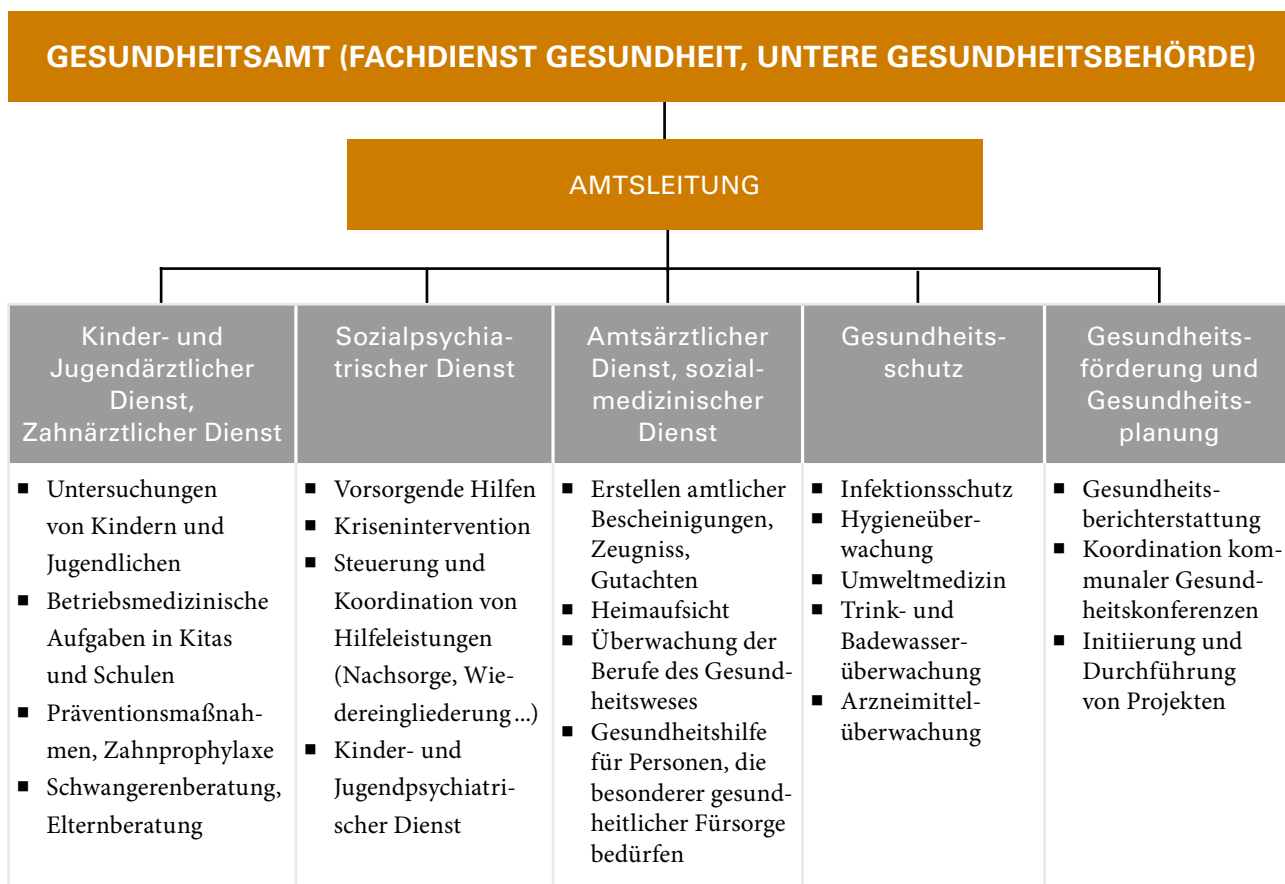 GESUNDHEITSAMT (FACHDIENST GESUNDHEIT, UNTERE GESUNDHEITSBEHÖRDE)
AMTSLEITUNG
Kinder- und
Jugendärztlicher
Dienst,
Zahnärztlicher Dienst
■ Untersuchungen
von Kindern und
Jugendlichen
■ Betriebsmedizinische
Aufgaben in Kitas
und Schulen
■ Präventionsmaßnah-
men, Zahnprophylaxe
■ Schwangerenberatung,
Elternberatung
Sozialpsychia-
trischer Dienst
■ Vorsorgende Hilfen
■ Krisenintervention
■ Steuerung und
Koordination von
Hilfeleistungen
(Nachsorge, Wie-
dereingliederung ...)
■ Kinder- und
Jugendpsychiatri-
scher Dienst
Amtsärztlicher
Dienst, sozial-
medizinischer
Dienst
■ Erstellen amtlicher
Bescheinigungen,
Zeugniss,
Gutachten
■ Heimaufsicht
■ Überwachung der
Berufe des Gesund-
heitsweses
■ Gesundheitshilfe
für Personen, die
besonderer gesund-
heitlicher Fürsorge
bedürfen
Gesundheits-
schutz
■ Infektionsschutz
■ Hygieneüber-
wachung
■ Umweltmedizin
■ Trink- und
Badewasser-
überwachung
■ Arzneimittel-
überwachung
Gesundheits-
förderung und
Gesundheits-
planung
■ Gesundheits-
berichterstattung
■ Koordination kom-
munaler Gesund-
heitskonferenzen
■ Initiierung und
Durchführung
von Projekten